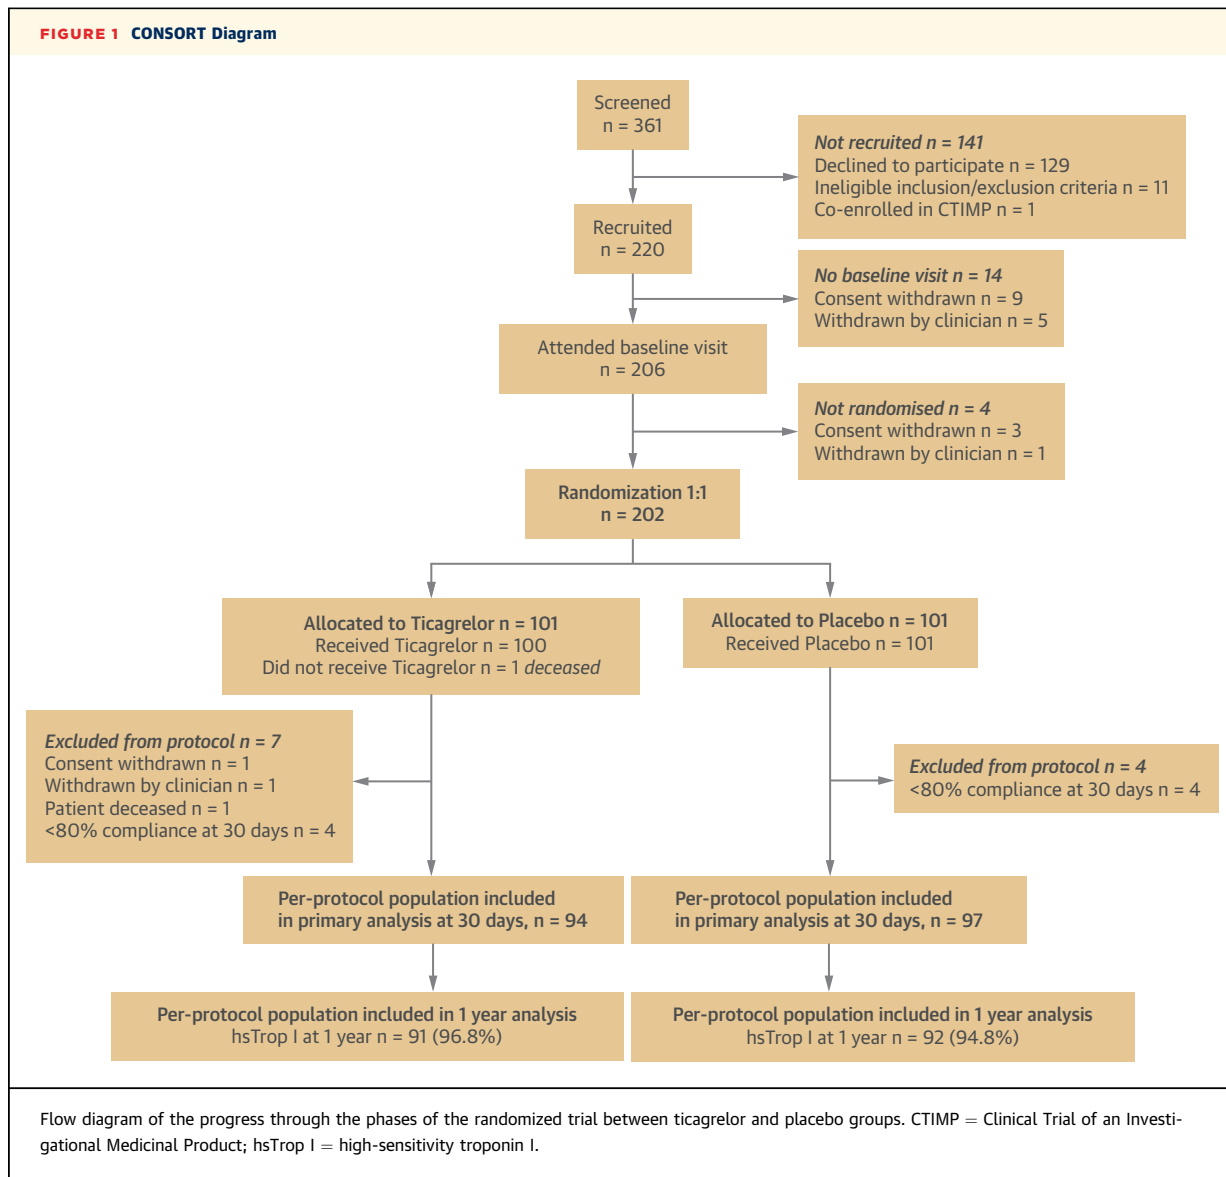 FIGURE 1 CONSORT Diagram
Screened
n = 361
Not recruited n = 141
Declined to participate n = 129
Ineligible inclusion/exclusion criteria n = 11
Co-enrolled in CTIMP n = 1
Recruited
n = 220
No baseline visit n = 14
Consent withdrawn n = 9
Withdrawn by clinician n = 5
Attended baseline visit
n = 206
Not randomised n = 4
Consent withdrawn n = 3
Withdrawn by clinician n = 1
Randomization 1:1
n = 202
Allocated to Ticagrelor n = 101
Received Ticagrelor n = 100
Did not receive Ticagrelor n = 1 deceased
Allocated to Placebo n = 101
Received Placebo n = 101
Excluded from protocol n = 7
Consent withdrawn n = 1
Withdrawn by clinician n = 1
Patient deceased n = 1
<80% compliance at 30 days n = 4
Excluded from protocol n = 4
<80% compliance at 30 days n = 4
Per-protocol population included
in primary analysis at 30 days, n = 94
Per-protocol population included
in primary analysis at 30 days, n = 97
Per-protocol population included in 1 year analysis
hsTrop I at 1 year n = 91 (96.8%)
Per-protocol population included in 1 year analysis
hsTrop I at 1 year n = 92 (94.8%)
Flow diagram of the progress through the phases of the randomized trial between ticagrelor and placebo groups. CTIMP = Clinical Trial of an Investi-
gational Medicinal Product; hsTrop I = high-sensitivity troponin I.